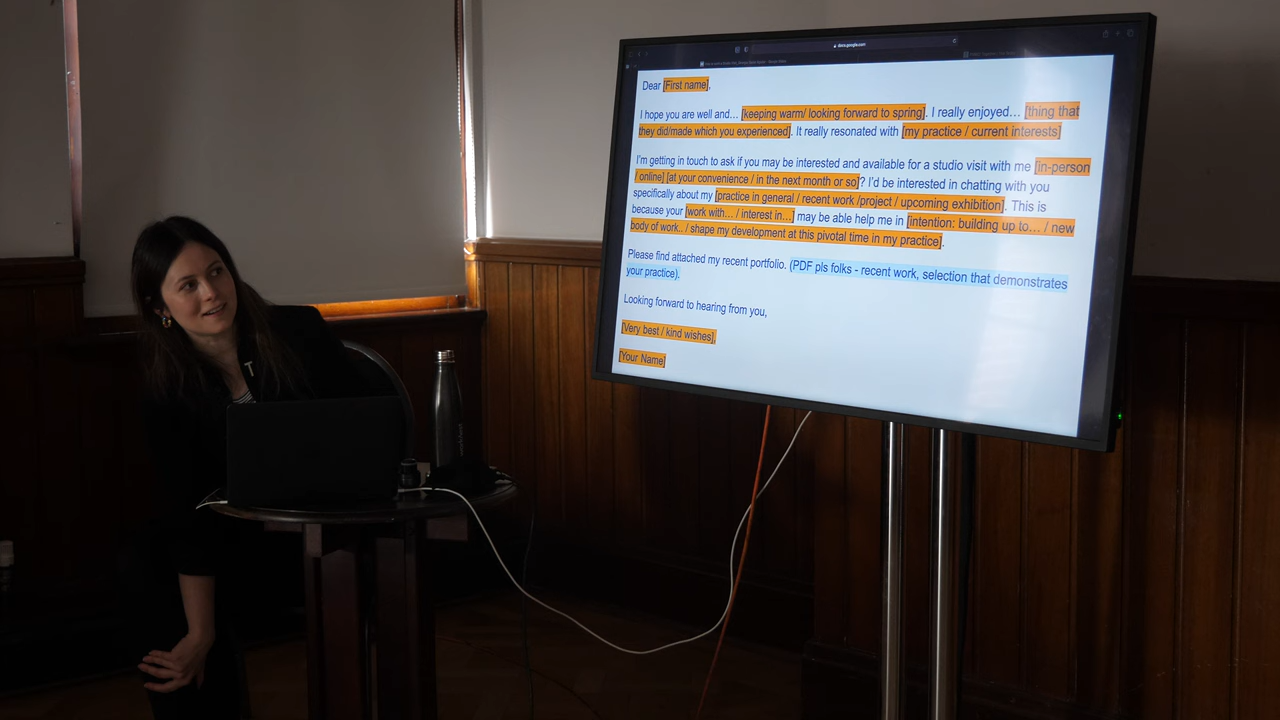 docs.google.com
Dear [First name],
I hope you are well and... [keeping warm/ looking forward to spring]. I really enjoyed... [thing that
they did/made which you experienced]. It really resonated with [my practice / current interests]
I'm getting in touch to ask if you may be interested and available for a studio visit with me [in-person
/ online] [at your convenience / in the next month or so]? I'd be interested in chatting with you
specifically about my [practice in general / recent work /project / upcoming exhibition]. This is
because your [work with... / interest in...] may be able help me in [intention: building up to... / new
body of work.. / shape my development at this pivotal time in my practice].
Please find attached my recent portfolio. (PDF pls folks - recent work, selection that demonstrates
your practice).
Looking forward to hearing from you,
[Very best / kind wishes],
[Your Name]
T